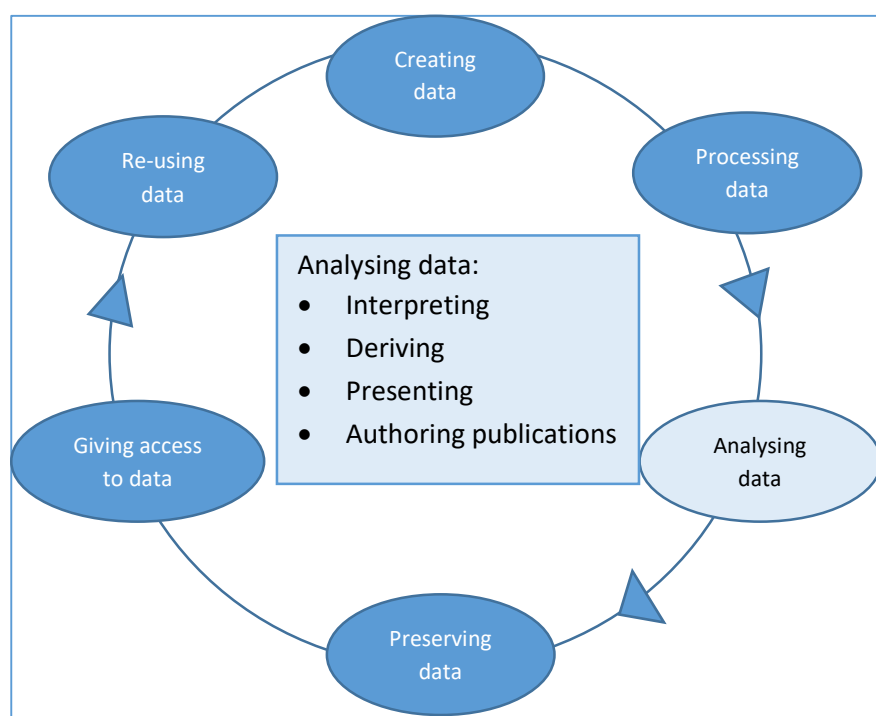 Creating
data
Processing
data
Analysing
data
Preserving
data
Giving access
to data
Re-using
data
Analysing data:
• Interpreting
• Deriving
• Presenting
• Authoring publications